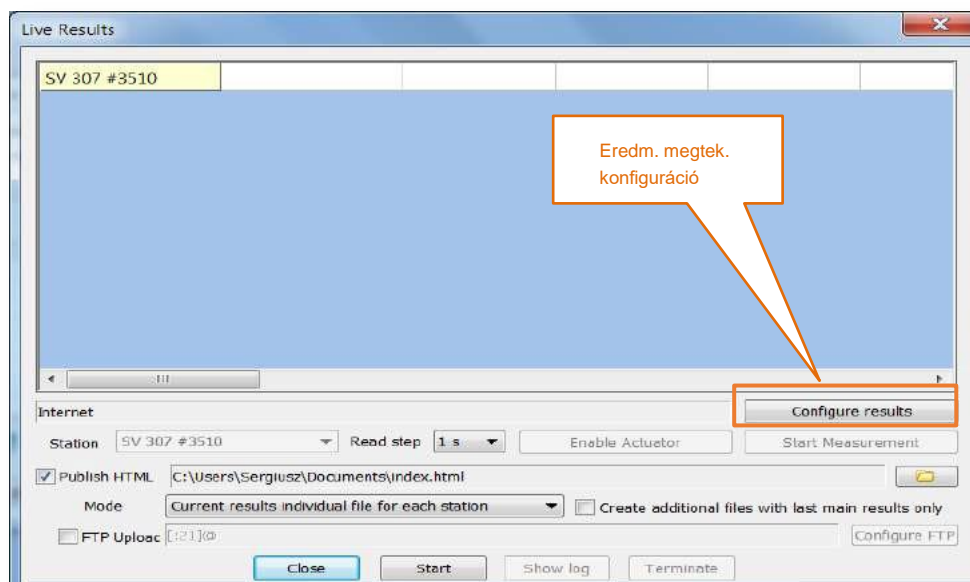 Live Results
SV 307 #3510
Eredm. megtek.
konfiguráció
Internet
Configure results
Station SV 307 #3510 Read step 1 s Enable Actuator Start Measurement
Publish HTML C:\Users\Sergiusz\Documents\index.html
Mode Current results individual file for each station Create additional files with last main results only
FTP Upload [:21]@ Configure FTP
Close Start Show log Terminate